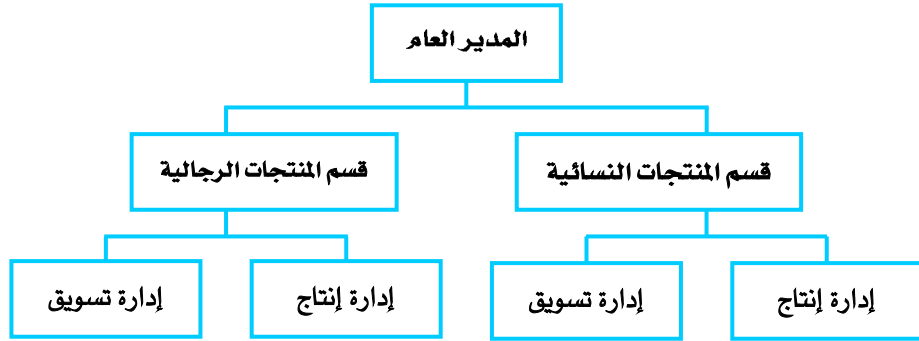 المدير العام
قسم المنتجات النسائية
قسم المنتجات الرجالية
إدارة إنتاج
إدارة تسويق
إدارة إنتاج
إدارة تسويق